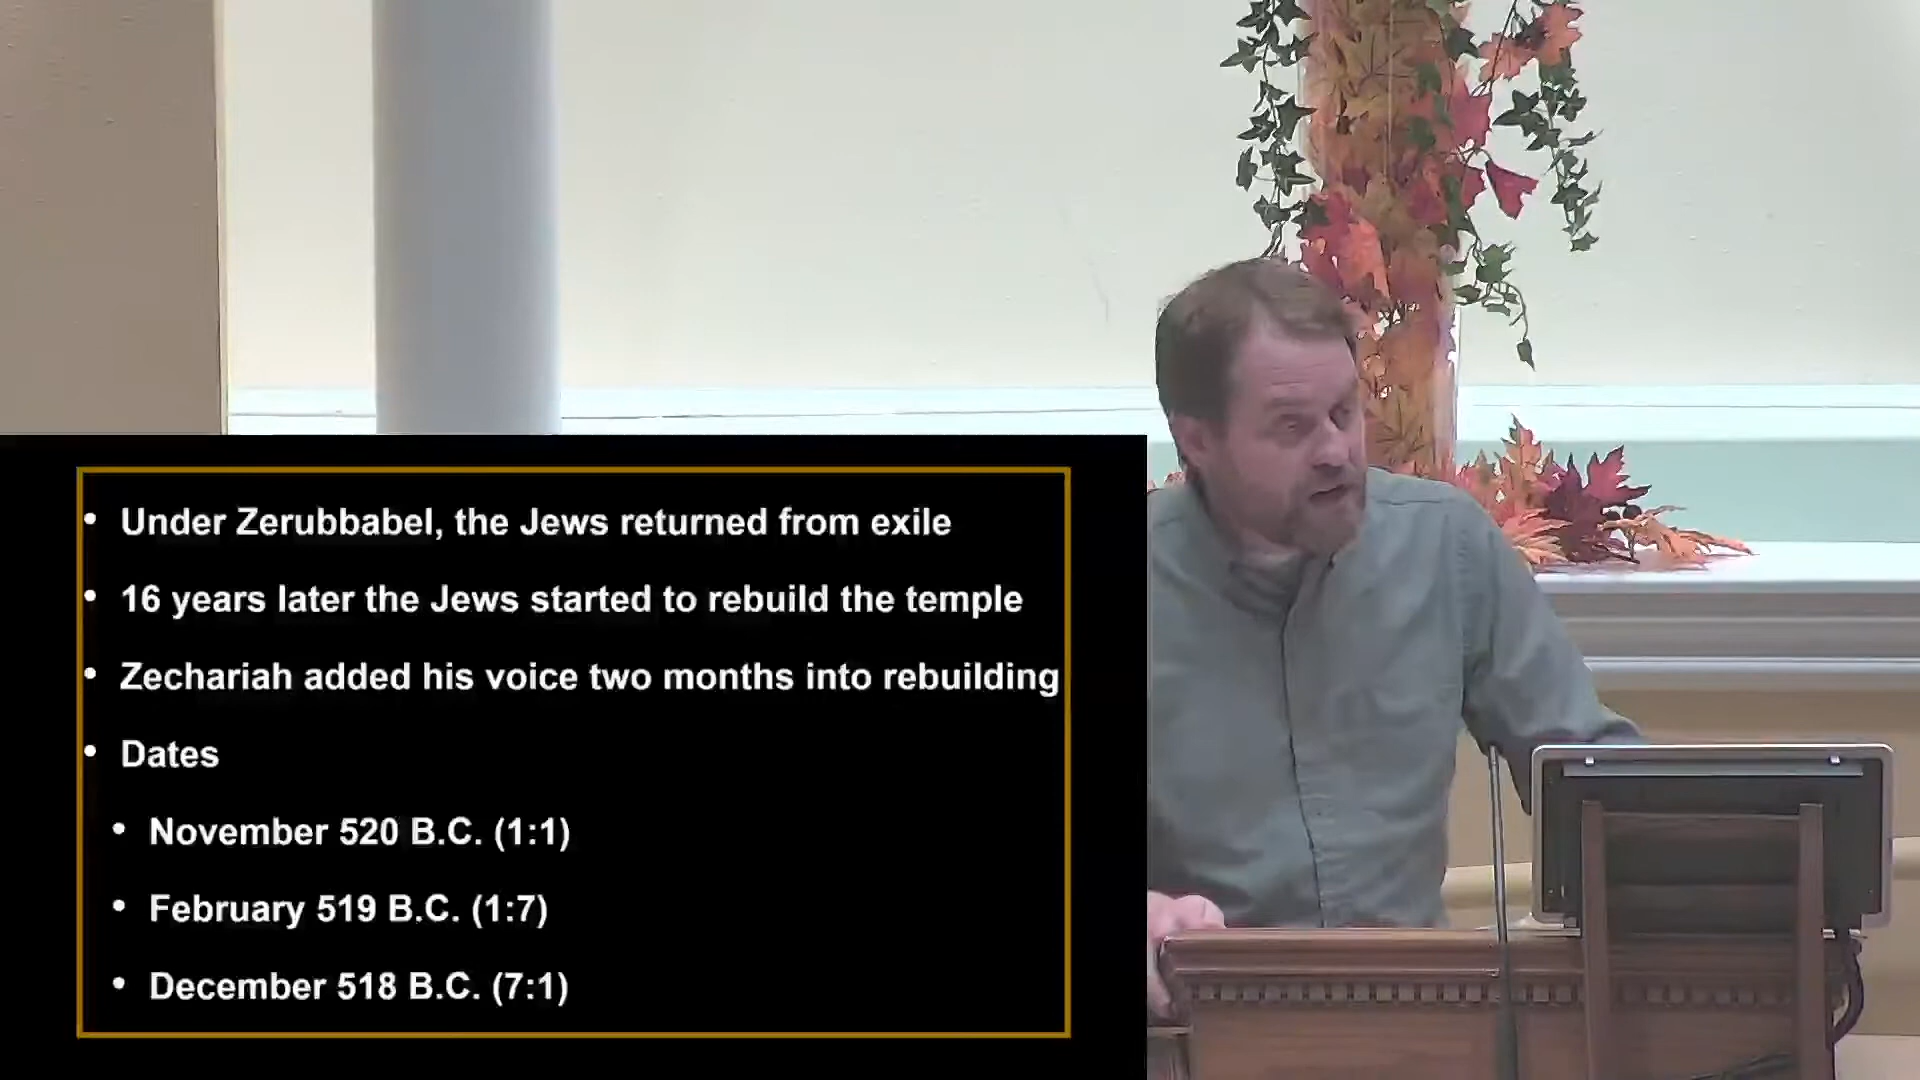 • Under Zerubbabel, the Jews returned from exile
• 16 years later the Jews started to rebuild the temple
• Zechariah added his voice two months into rebuilding
• Dates
• November 520 B.C. (1:1)
• February 519 B.C. (1:7)
• December 518 B.C. (7:1)